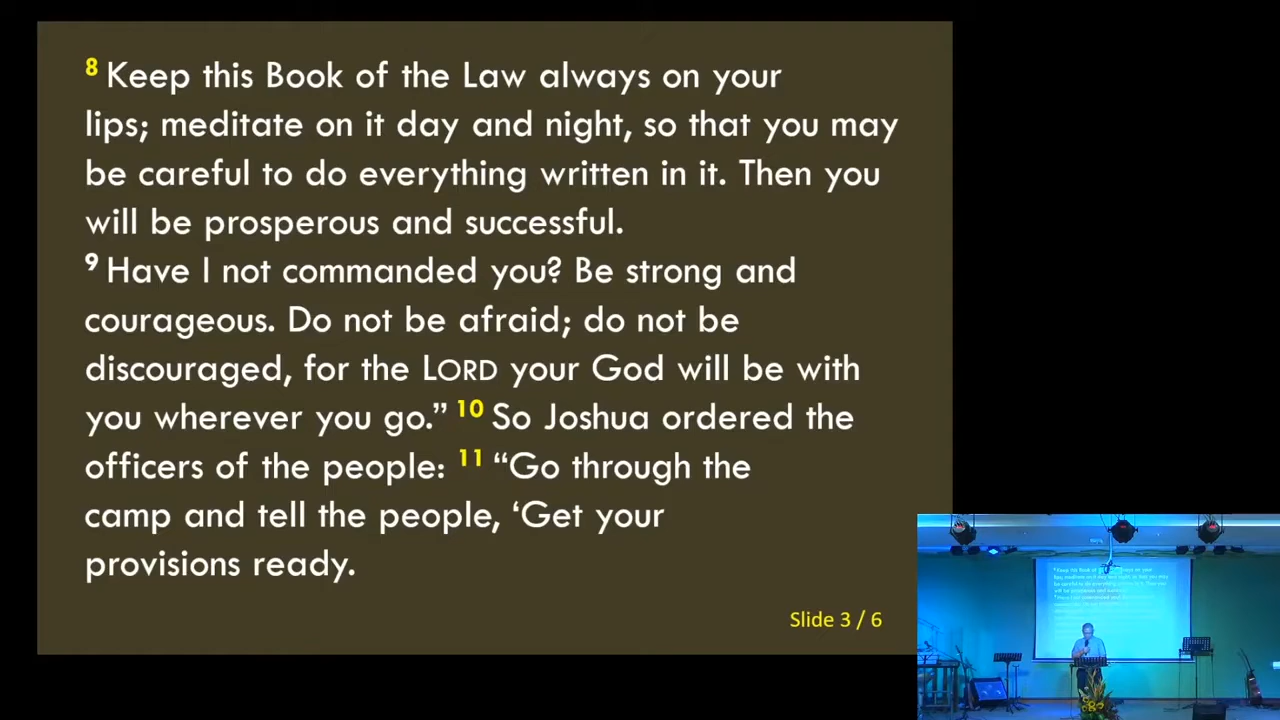 8 Keep this Book of the Law always on your
lips; meditate on it day and night, so that you may
be careful to do everything written in it. Then you
will be prosperous and successful.
9 Have I not commanded you? Be strong and
courageous. Do not be afraid; do not be
discouraged, for the LORD your God will be with
you wherever you go.” 10 So Joshua ordered the
officers of the people: 11 “Go through the
camp and tell the people, ‘Get your
provisions ready.
Slide 3 / 6